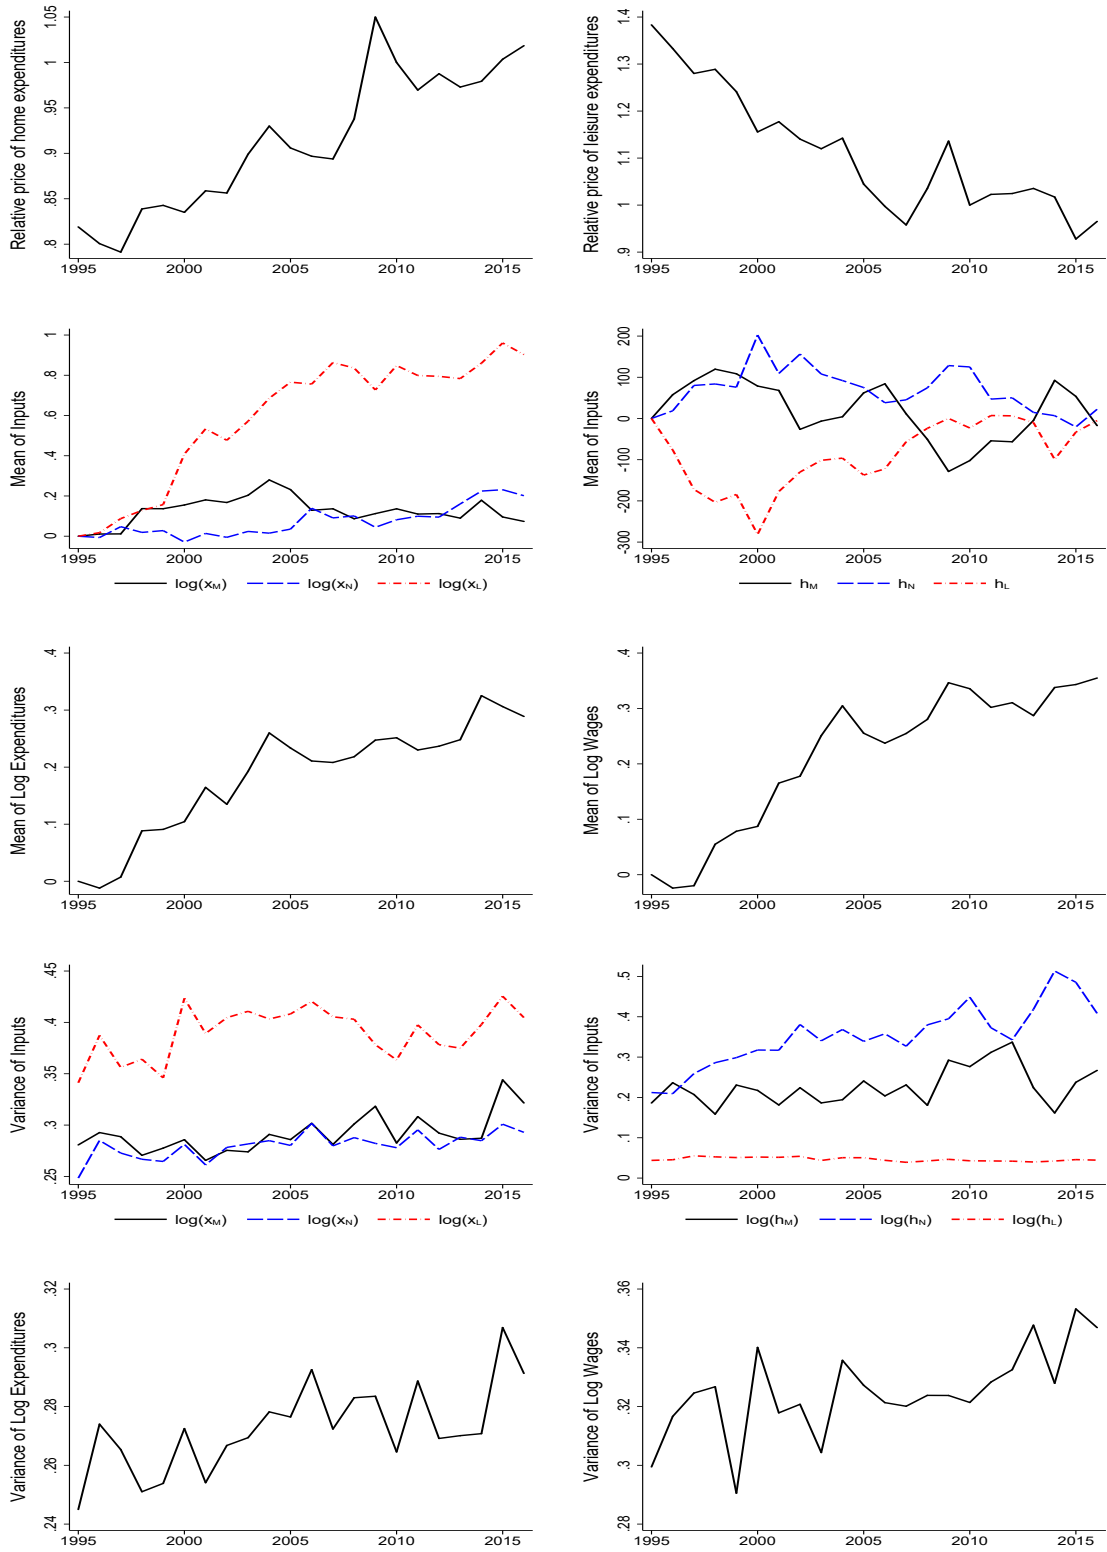 Relative price of home expenditures
.8 .85 .9 .95 1 1.05
1995 2000 2005 2010 2015
Relative price of leisure expenditures
.9 1 1.1 1.2 1.3 1.4
1995 2000 2005 2010 2015
Mean of Inputs
0 .2 .4 .6 .8 1
1995 2000 2005 2010 2015
log(xM) log(xN) log(xL)
Mean of Inputs
-300 -200 -100 0 100 200
1995 2000 2005 2010 2015
hM hN hL
Mean of Log Expenditures
0 .1 .2 .3 .4
1995 2000 2005 2010 2015
Mean of Log Wages
0 .1 .2 .3 .4
1995 2000 2005 2010 2015
Variance of Inputs
.25 .3 .35 .4 .45
1995 2000 2005 2010 2015
log(xM) log(xN) log(xL)
Variance of Inputs
0 .1 .2 .3 .4 .5
1995 2000 2005 2010 2015
log(hM) log(hN) log(hL)
Variance of Log Expenditures
.24 .26 .28 .3 .32
1995 2000 2005 2010 2015
Variance of Log Wages
.28 .3 .32 .34 .36
1995 2000 2005 2010 2015